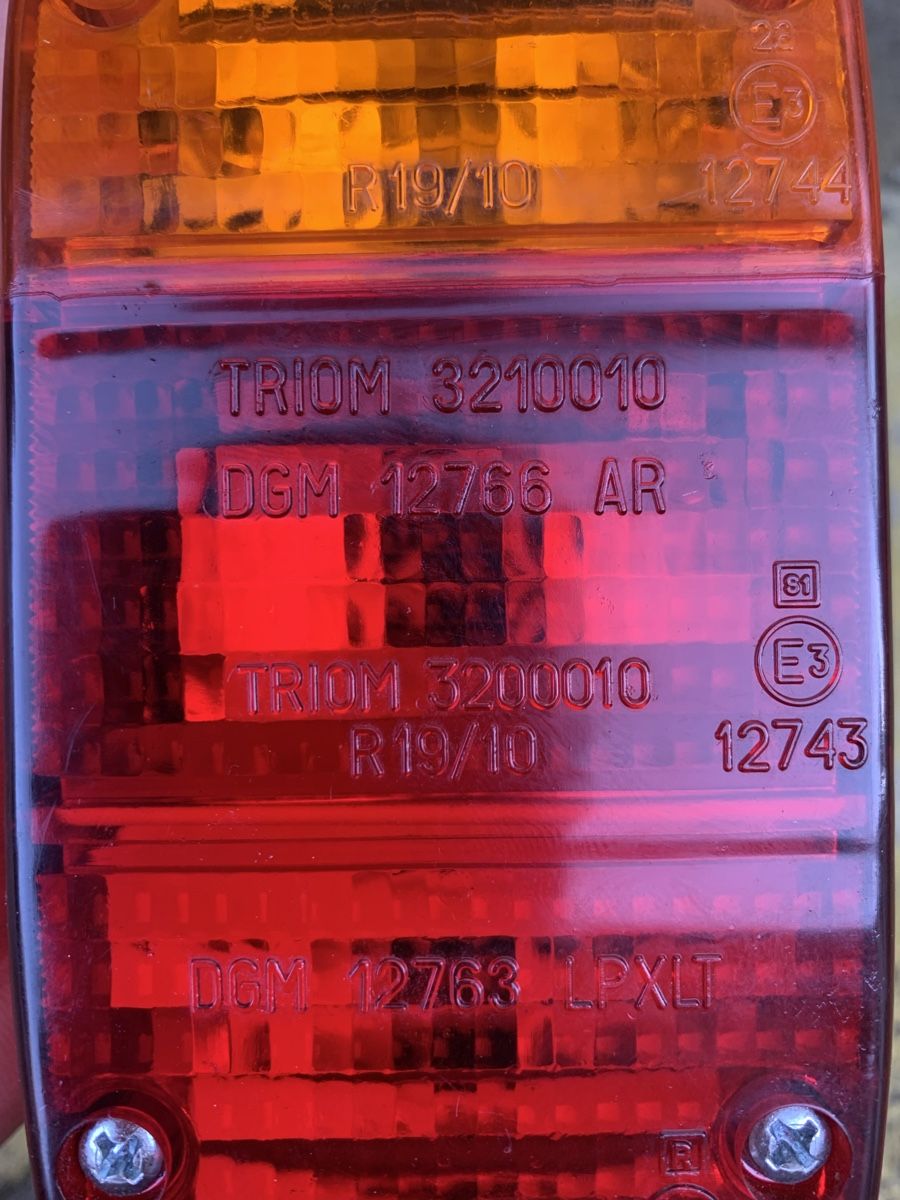 2a
E3
R19/10 12744
TRIOM 3210010
DGM 12766 AR
S1
E3
TRIOM 3200010
R19/10 12743
DGM 12763 LPXLT
R